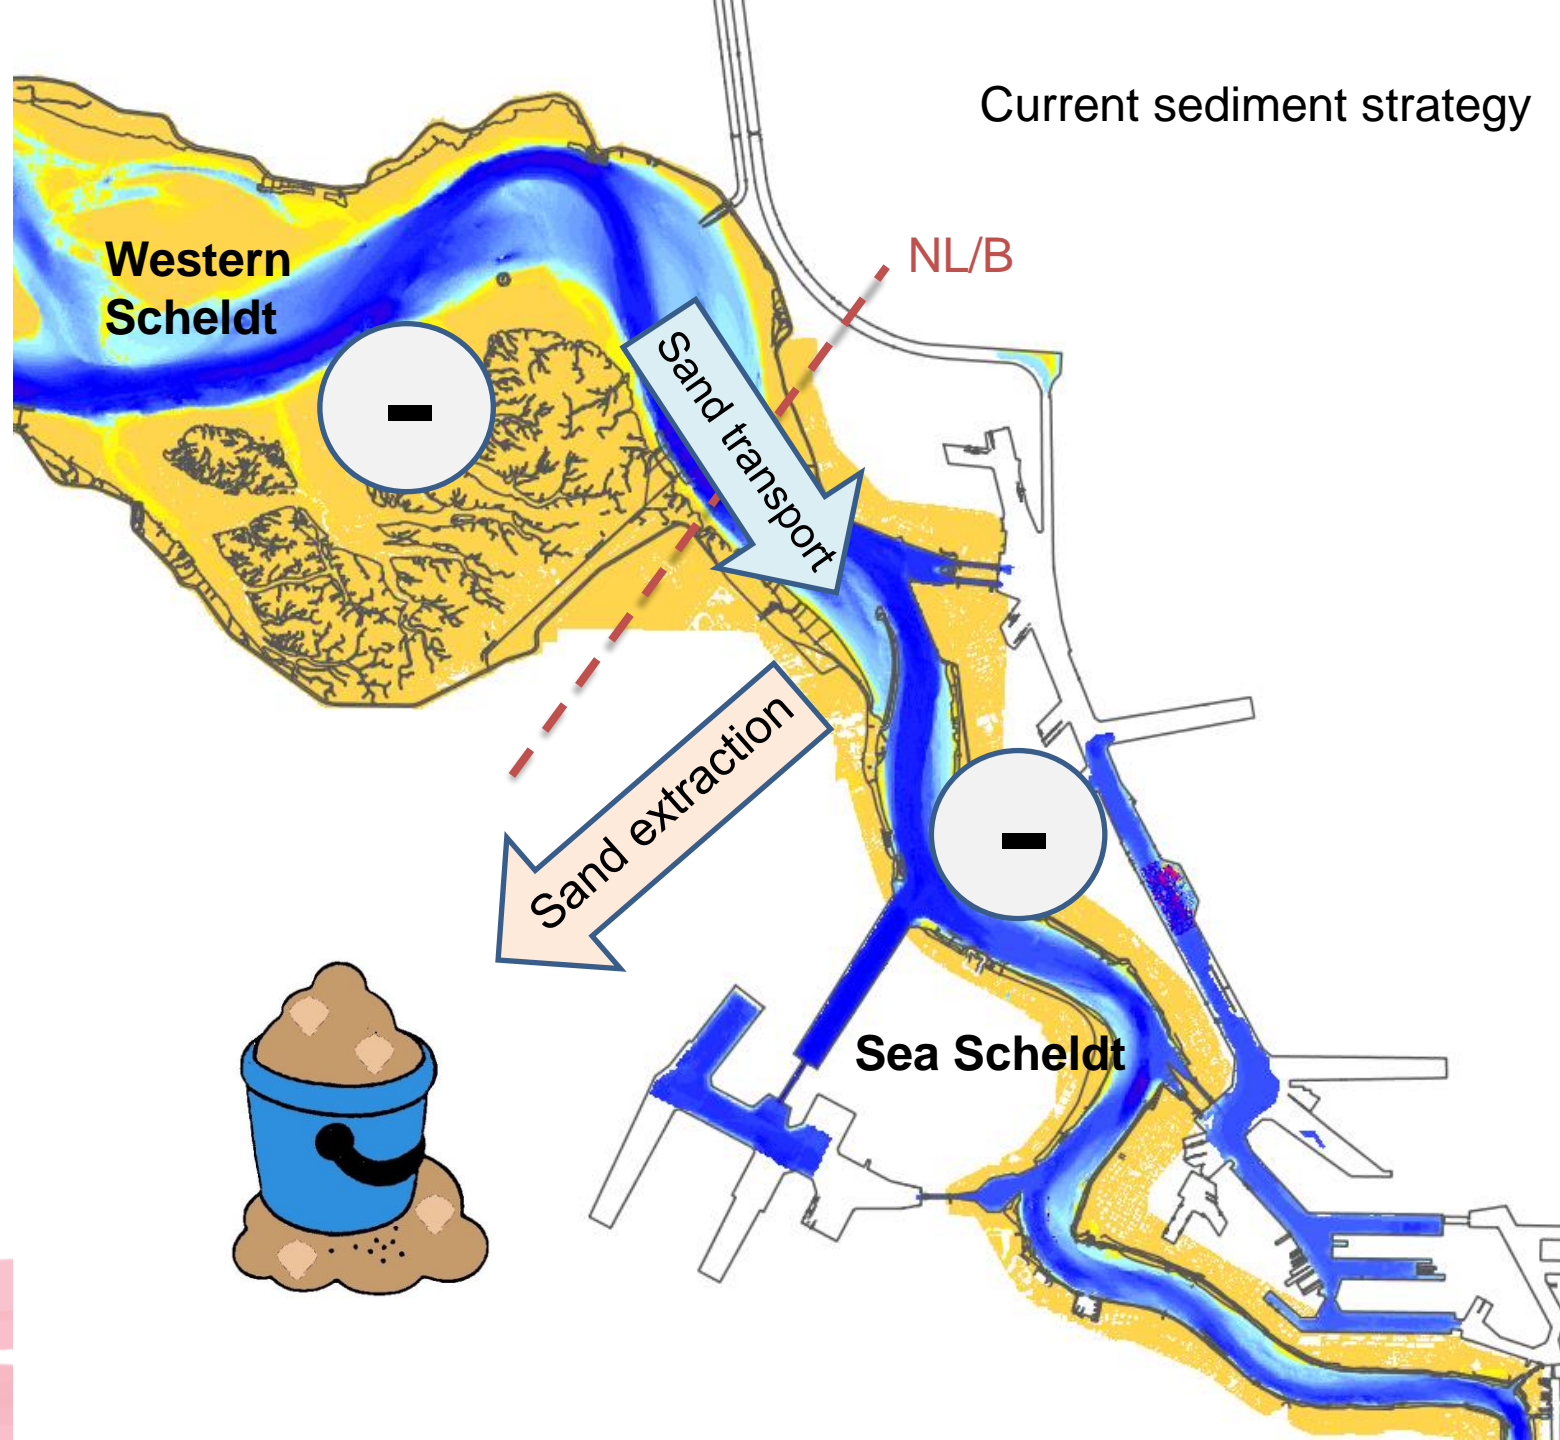 Current sediment strategy
NL/B
Western
Scheldt
-
Sand transport
Sand extraction
-
Sea Scheldt